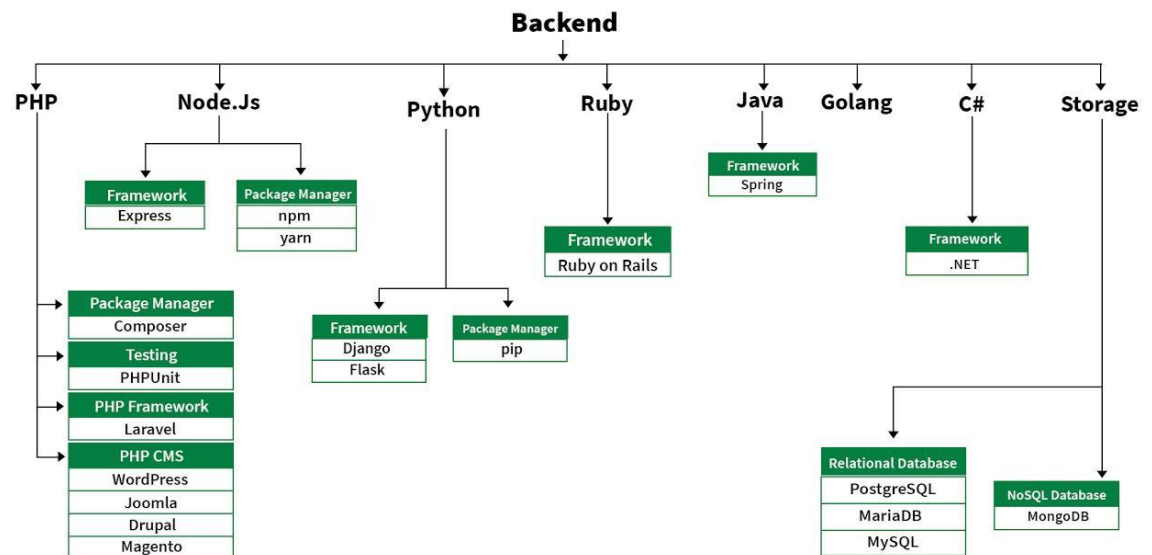 Backend
PHP
Node.Js
Python
Ruby
Java
Golang
C#
Storage
Framework
Express
Package Manager
npm
yarn
Framework
Spring
Framework
Ruby on Rails
Framework
.NET
Package Manager
Composer
Testing
PHPUnit
PHP Framework
Laravel
PHP CMS
WordPress
Joomla
Drupal
Magento
Framework
Django
Flask
Package Manager
pip
Relational Database
PostgreSQL
MariaDB
MySQL
NoSQL Database
MongoDB